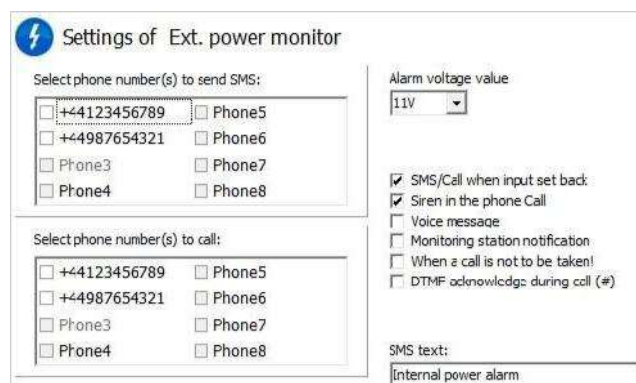 Settings of Ext. power monitor
Select phone number(s) to send SMS:
+44123456789 Phone5
+44987654321 Phone6
Phone3 Phone7
Phone4 Phone8
Select phone number(s) to call:
+44123456789 Phone5
+44987654321 Phone6
Phone3 Phone7
Phone4 Phone8
Alarm voltage value
11V
SMS/Call when input set back
Siren in the phone Call
Voice message
Monitoring station notification
When a call is not to be taken!
DTMF acknowledge during call (#)
SMS text:
Internal power alarm